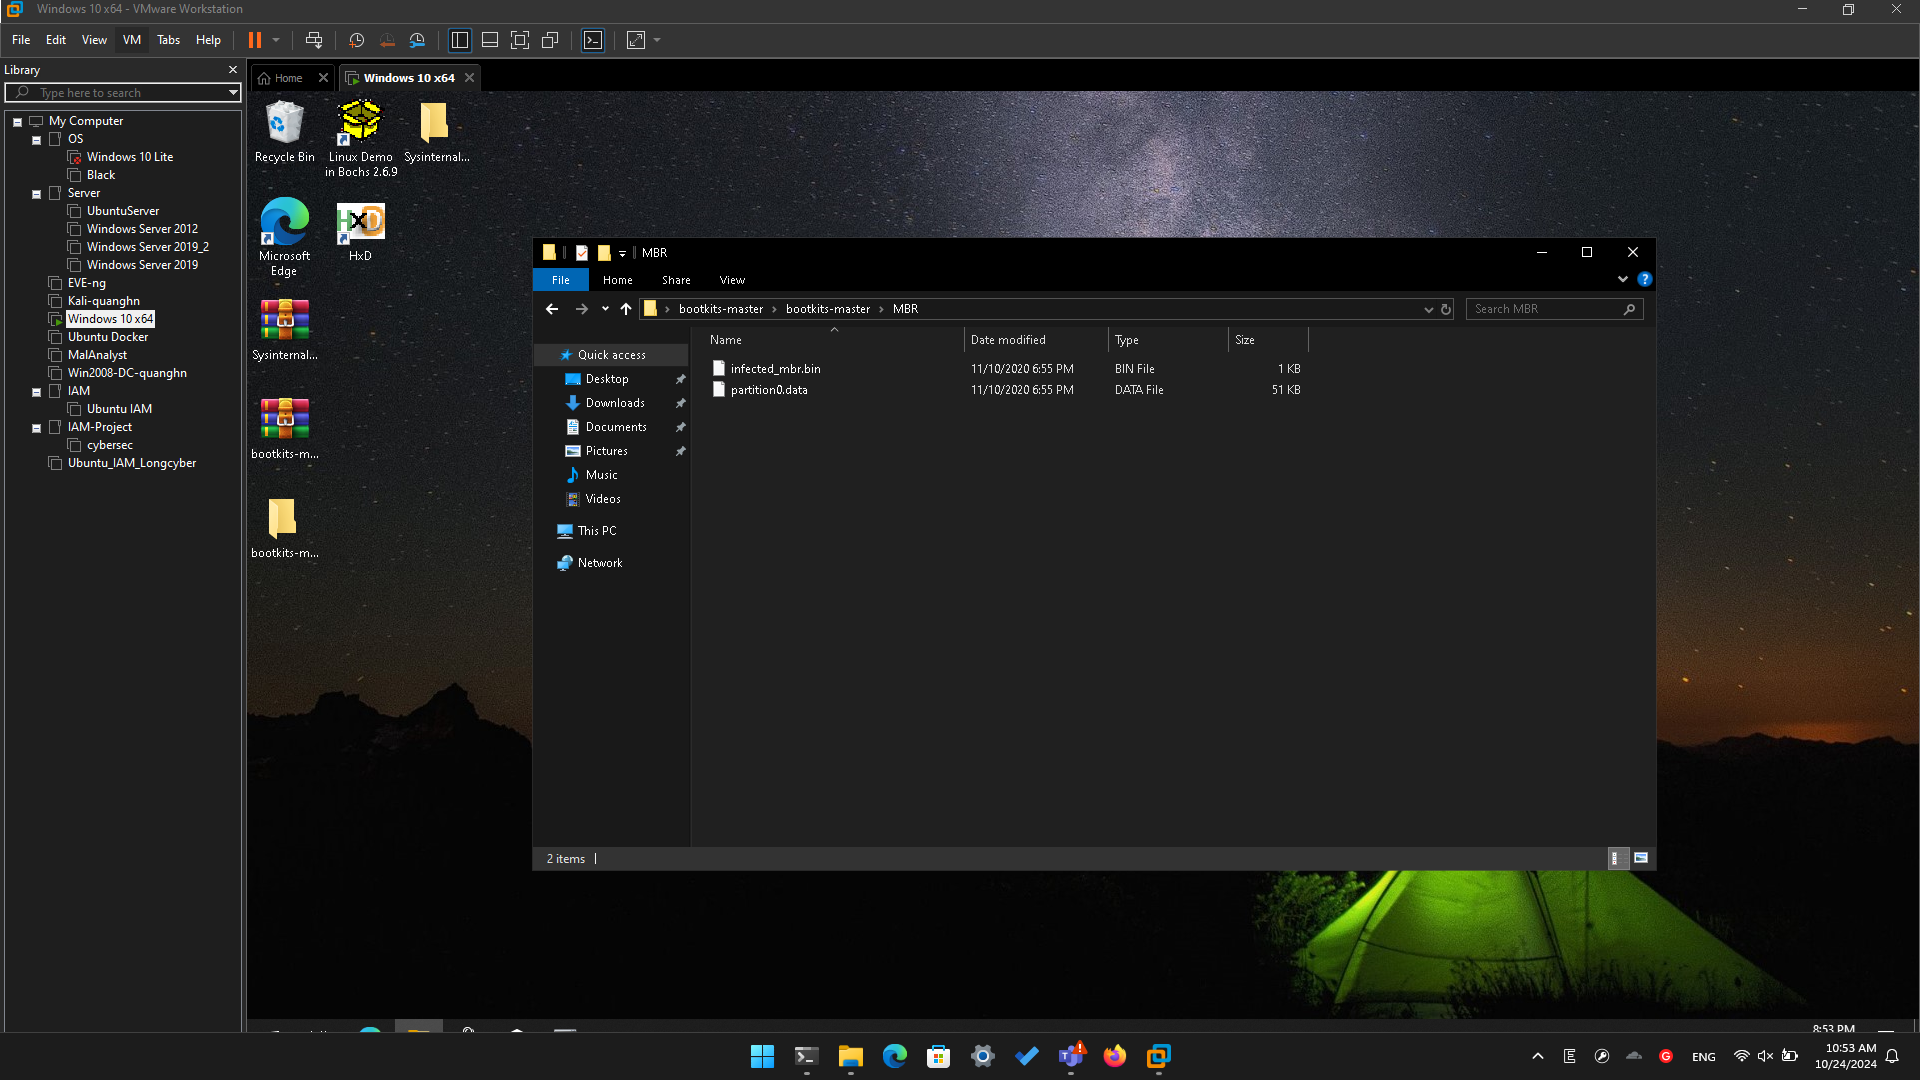 Windows 10 x64 - VMware Workstation
File Edit View VM Tabs Help
Library
Type here to search
My Computer
OS
Windows 10 Lite
Black
Server
UbuntuServer
Windows Server 2012
Windows Server 2019_2
Windows Server 2019
EVE-ng
Kali-quanghn
Windows 10 x64
Ubuntu Docker
MalAnalyst
Win2008-DC-quanghn
IAM
Ubuntu IAM
IAM-Project
cybersec
Ubuntu_IAM_Longcyber
Home
Windows 10 x64
Recycle Bin
Linux Demo
in Bochs 2.6.9
Sysinternal...
Microsoft
Edge
HxD
HxD
Sysinternal...
bootkits-m...
bootkits-m...
MBR
File Home Share View
bootkits-master > bootkits-master > MBR
Search MBR
Name Date modified Type Size
infected_mbr.bin 11/10/2020 6:55 PM BIN File 1 KB
partition0.data 11/10/2020 6:55 PM DATA File 51 KB
Quick access
Desktop
Downloads
Documents
Pictures
Music
Videos
This PC
Network
2 items
8:53 PM
ENG
10:53 AM
10/24/2024